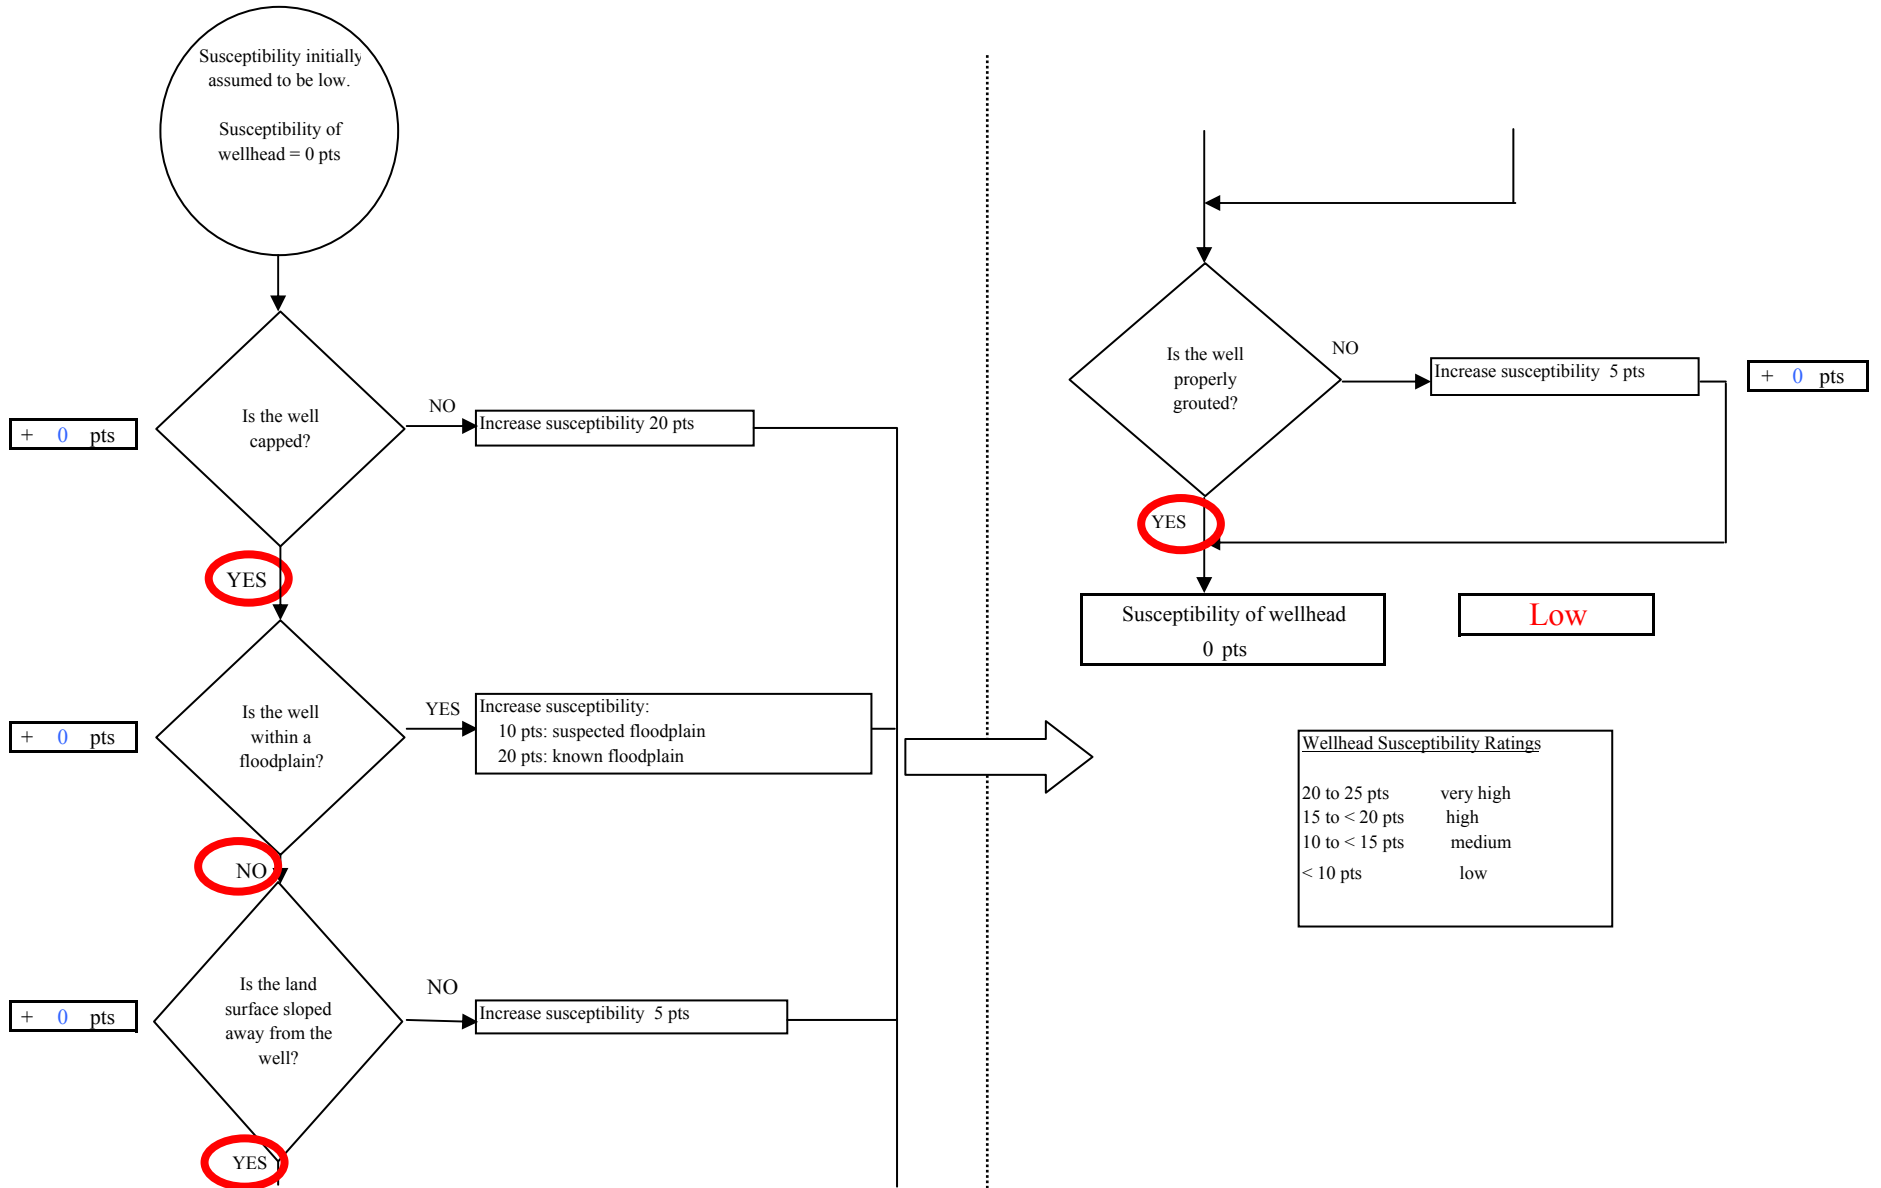 Susceptibility initially
assumed to be low.
Susceptibility of
wellhead = 0 pts
Is the well
capped?
+ 0 pts
NO
Increase susceptibility 20 pts
YES
Is the well
within a
floodplain?
+ 0 pts
YES
Increase susceptibility:
10 pts: suspected floodplain
20 pts: known floodplain
NO
Is the land
surface sloped
away from the
well?
+ 0 pts
NO
Increase susceptibility 5 pts
YES
Is the well
properly
grouted?
NO
Increase susceptibility 5 pts
+ 0 pts
YES
Susceptibility of wellhead
0 pts
Low
Wellhead Susceptibility Ratings
20 to 25 pts very high
15 to < 20 pts high
10 to < 15 pts medium
< 10 pts low